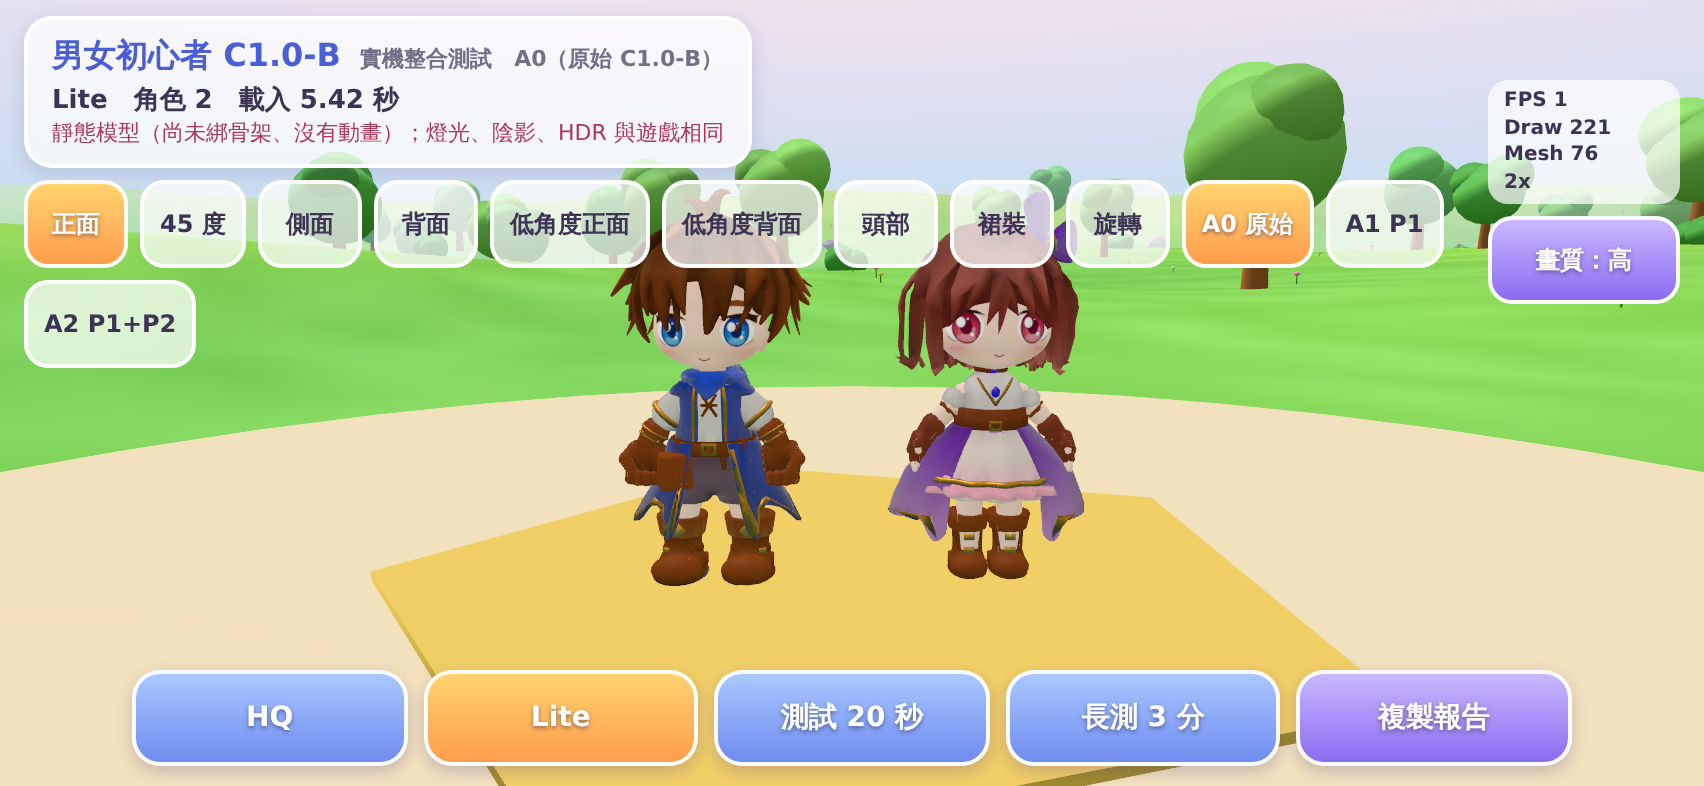 男女初心者 C1.0-B 實機整合測試 A0（原始 C1.0-B）
Lite 角色 2 載入 5.42 秒
靜態模型（尚未綁骨架、沒有動畫）；燈光、陰影、HDR 與遊戲相同
FPS 1
Draw 221
Mesh 76
2x
正面 45 度 側面 背面 低角度正面 低角度背面 頭部 裙裝 旋轉 A0 原始 A1 P1
畫質：高
A2 P1+P2
HQ Lite 測試 20 秒 長測 3 分 複製報告